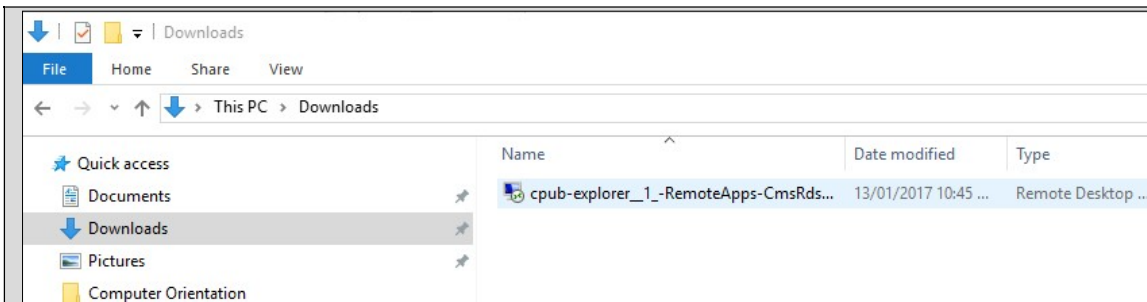 Downloads
File Home Share View
This PC > Downloads
Name Date modified Type
Quick access
Documents
Downloads
Pictures
Computer Orientation
cpub-explorer__1_-RemoteApps-CmsRds... 13/01/2017 10:45 ... Remote Desktop ...